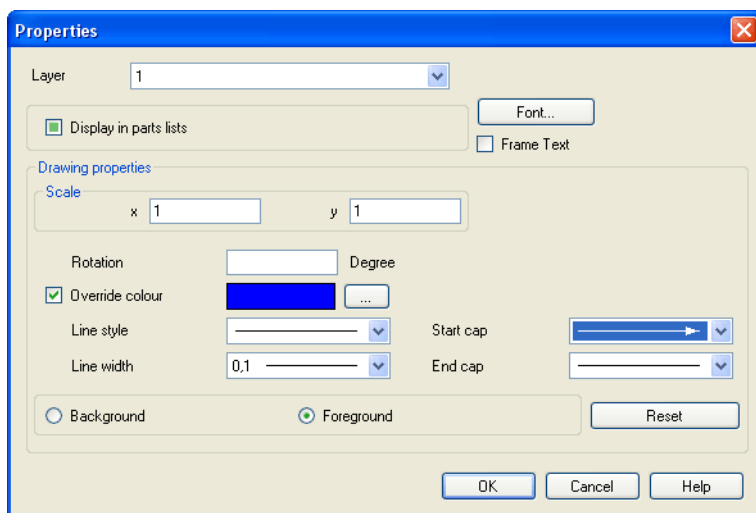 Properties
Layer 1
Font...
Display in parts lists
Frame Text
Drawing properties
Scale
x 1 y 1
Rotation Degree
Override colour ...
Line style Start cap
Line width 0,1 End cap
Background Foreground Reset
OK Cancel Help